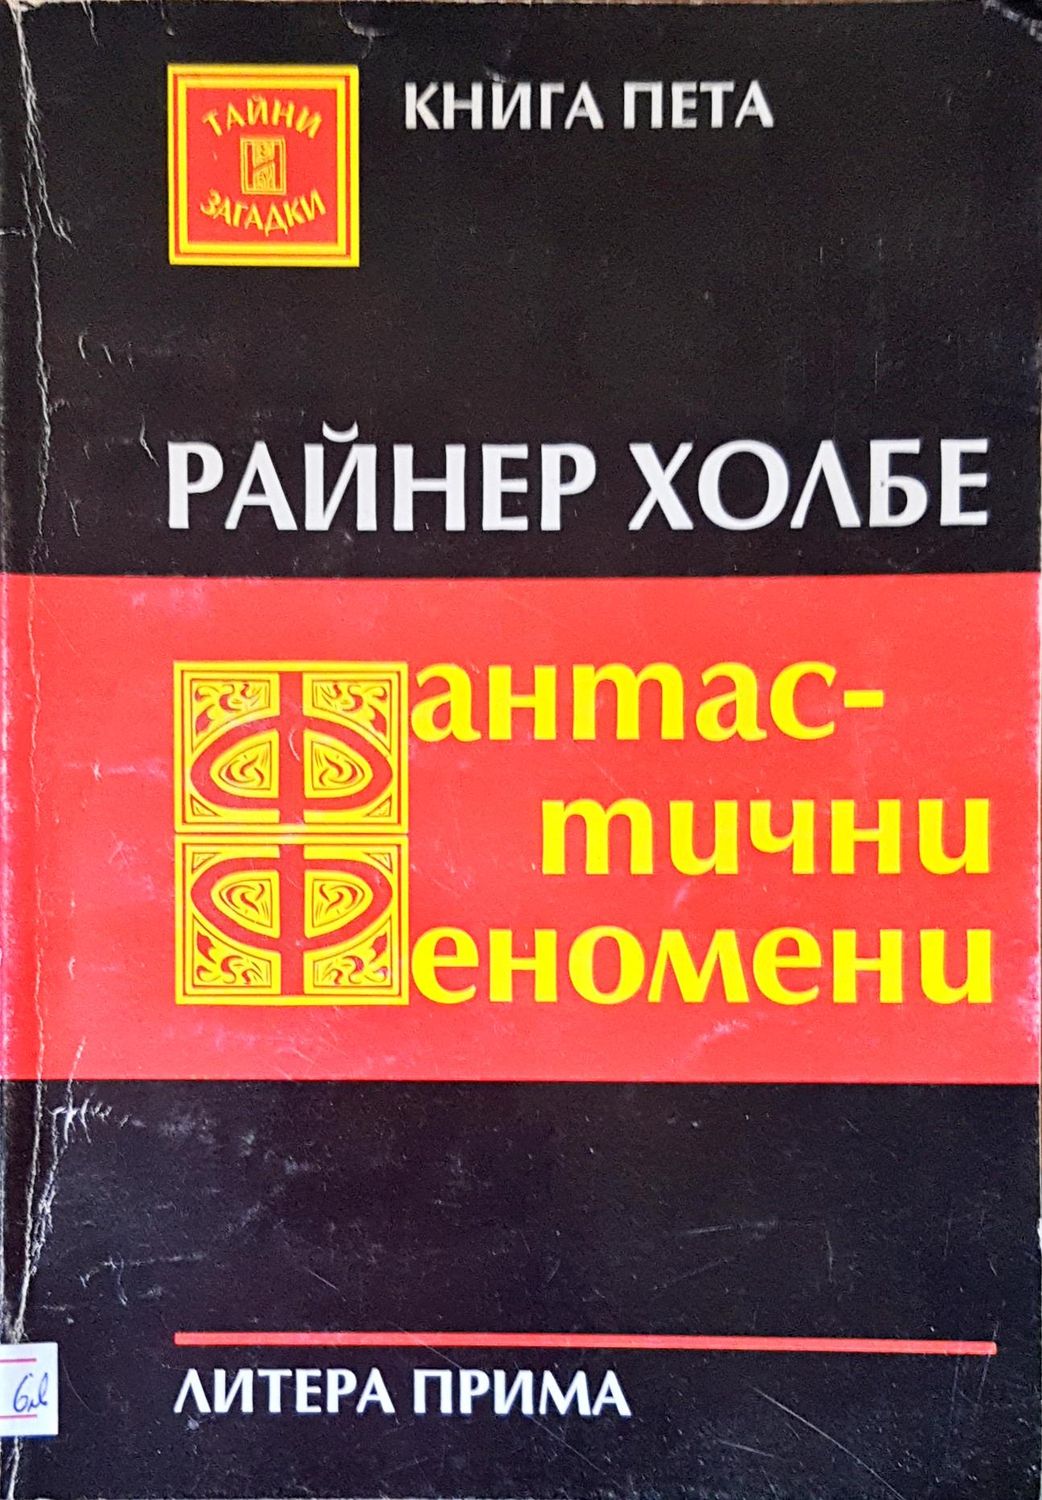 ТАЙНИ
И
ЗАГАДКИ
КНИГА ПЕТА
РАЙНЕР ХОЛБЕ
Фантас-
тични
Феномени
ЛИТЕРА ПРИМА